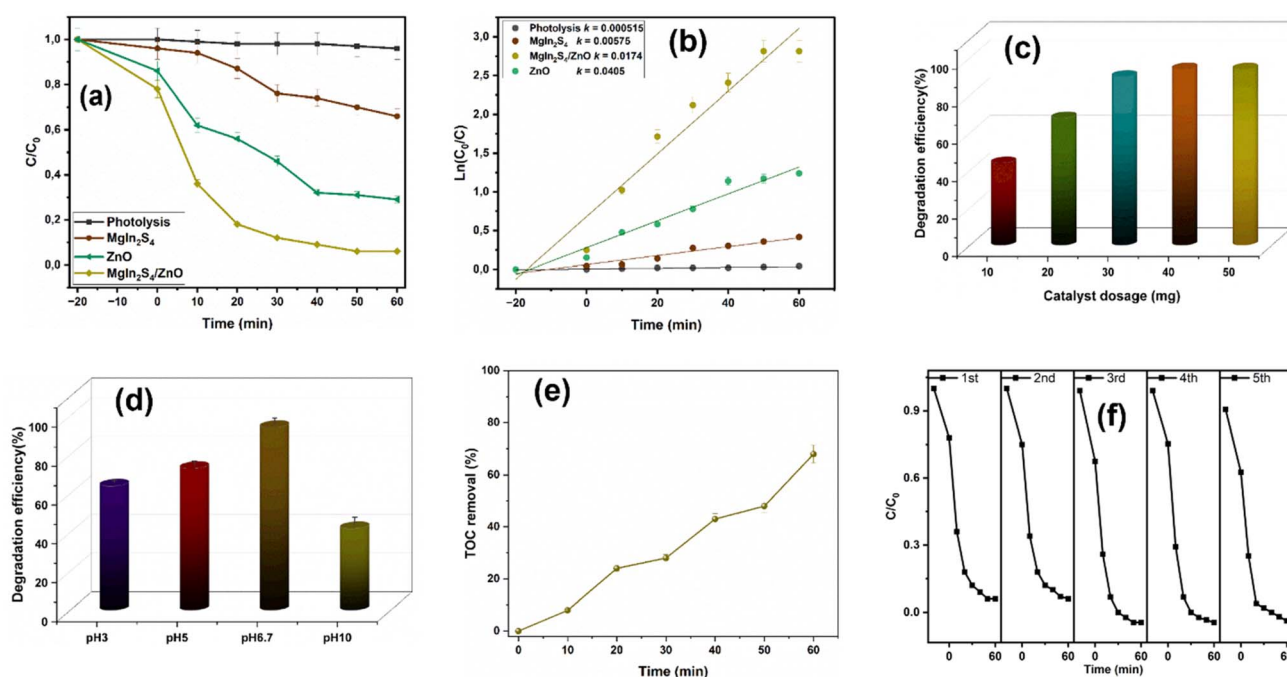 (a)
1,0
0,8
0,6
0,4
0,2
0,0
C/C0
Photolysis
MgIn2S4
ZnO
MgIn2S4/ZnO
−20 −10 0 10 20 30 40 50 60
Time (min)
(b)
Photolysis k = 0.000515
MgIn2S4 k = 0.00575
MgIn2S4/ZnO k = 0.0174
ZnO k = 0.0405
3,0
2,5
2,0
1,5
1,0
0,5
0,0
Ln(C0/C)
−20 0 20 40 60
Time (min)
(c)
100
80
60
40
20
0
Degradation efficiency(%)
10 20 30 40 50
Catalyst dosage (mg)
(d)
100
80
60
40
20
0
Degradation efficiency(%)
pH3 pH5 pH6.7 pH10
(e)
100
80
60
40
20
0
TOC removal (%)
0 10 20 30 40 50 60
Time (min)
1st 2nd 3rd 4th 5th
(f)
0.9
0.6
0.3
0.0
C/C0
0 60 0 60 0 60 0 60 0 60
Time (min)